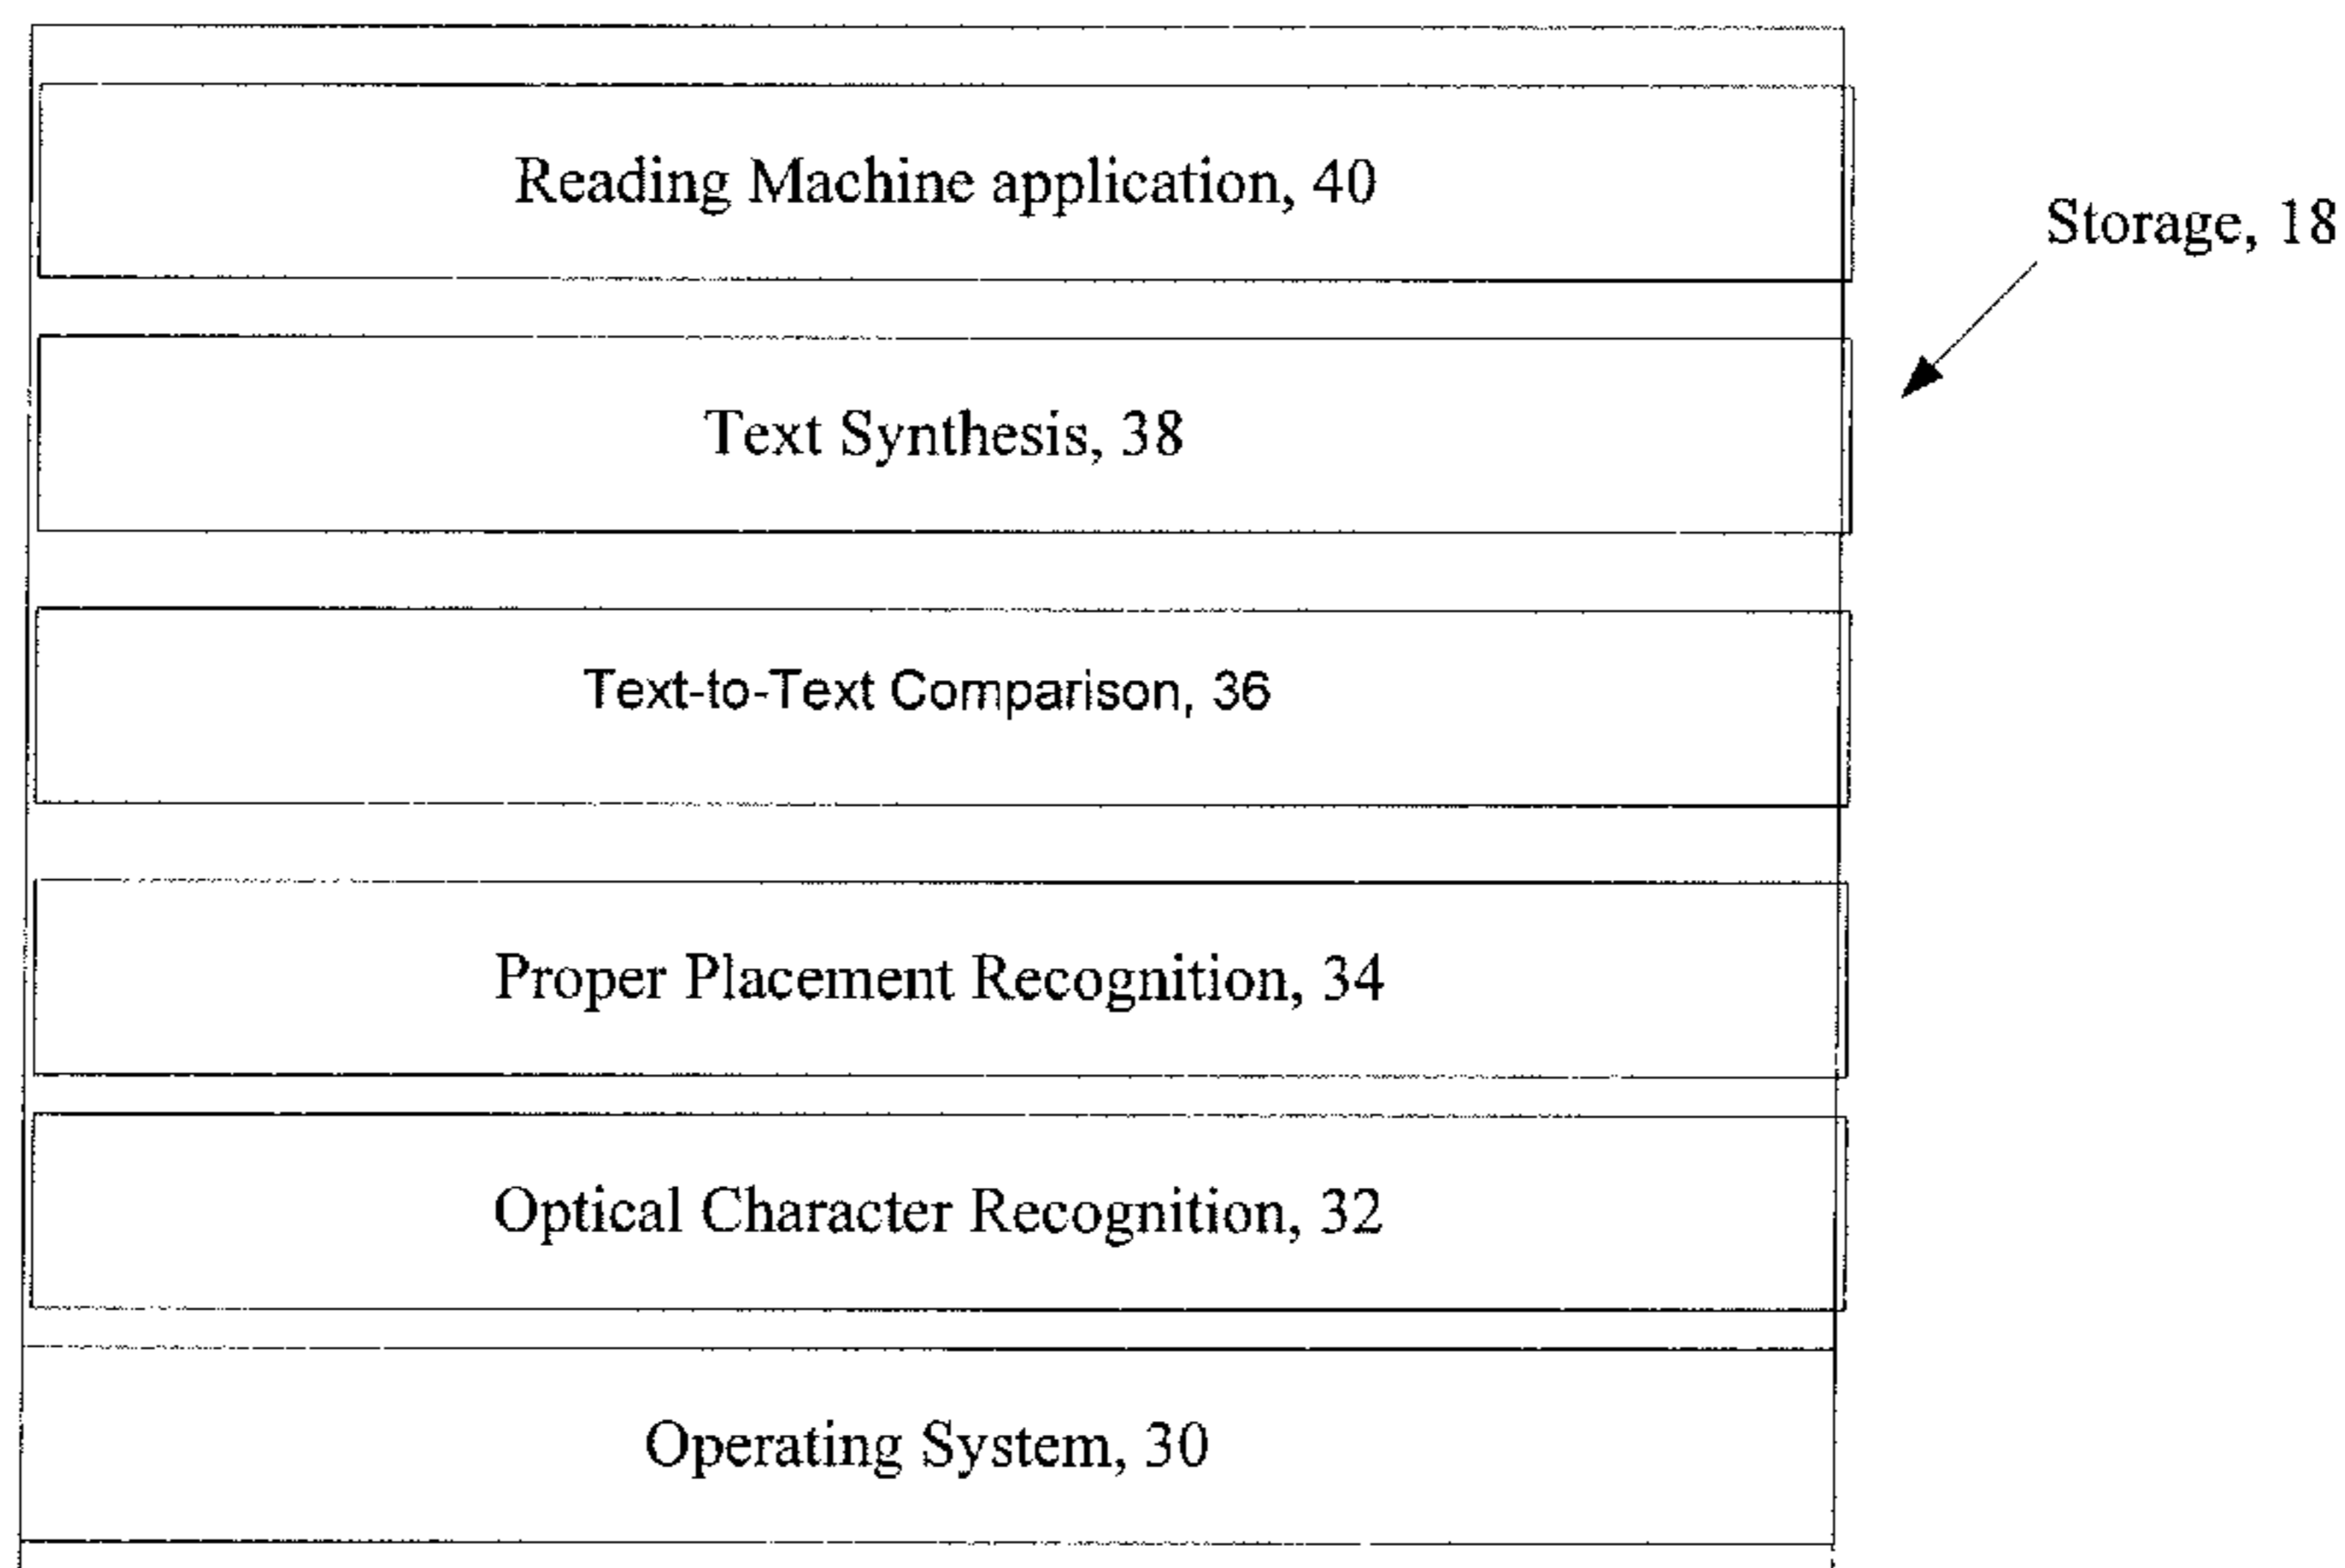 Reading Machine application, 40
Storage, 18
Text Synthesis, 38
Text-to-Text Comparison, 36
Proper Placement Recognition, 34
Optical Character Recognition, 32
Operating System, 30